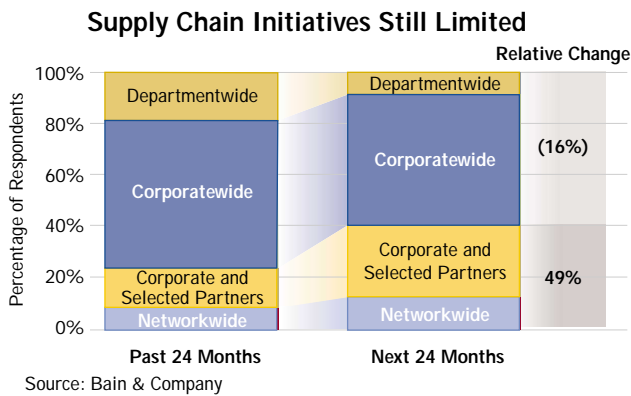 Supply Chain Initiatives Still Limited
Relative Change
Percentage of Respondents
100%
80%
60%
40%
20%
0%
Departmentwide
Corporatewide
Corporate and
Selected Partners
Networkwide
Departmentwide
Corporatewide
Corporate and
Selected Partners
Networkwide
(16%)
49%
Past 24 Months
Next 24 Months
Source: Bain & Company